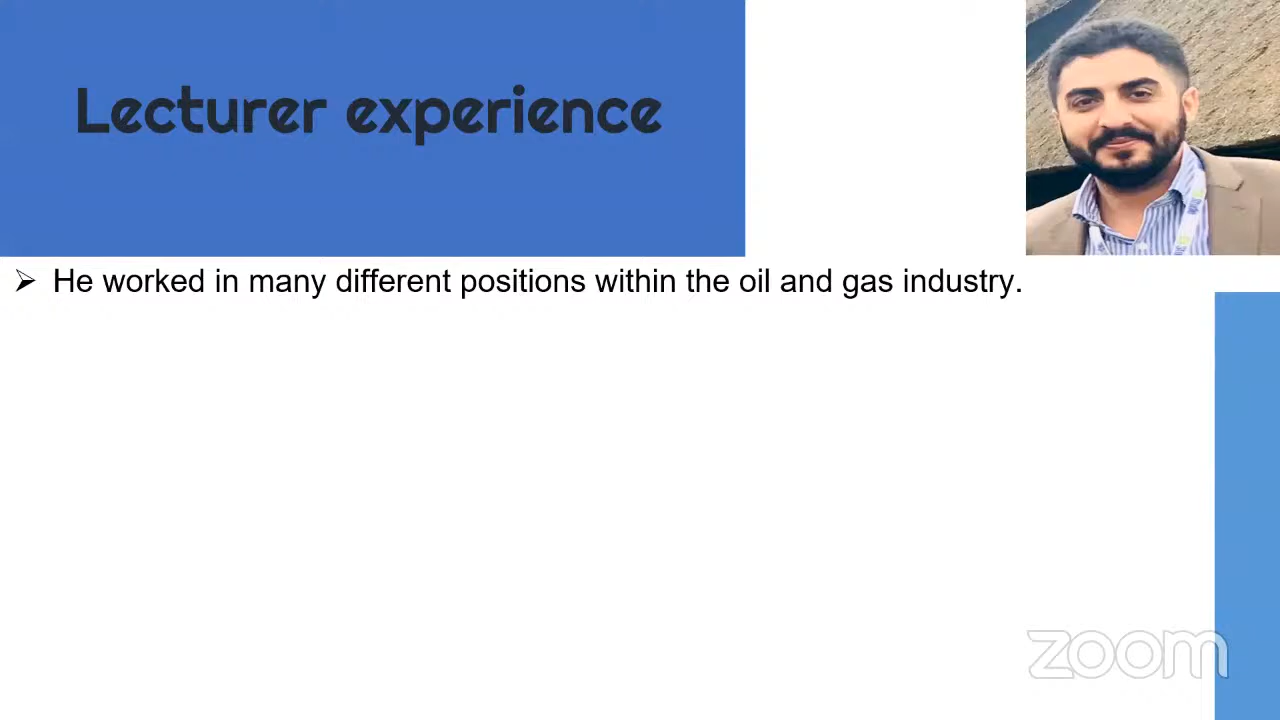 Lecturer experience
➢ He worked in many different positions within the oil and gas industry.
zoom